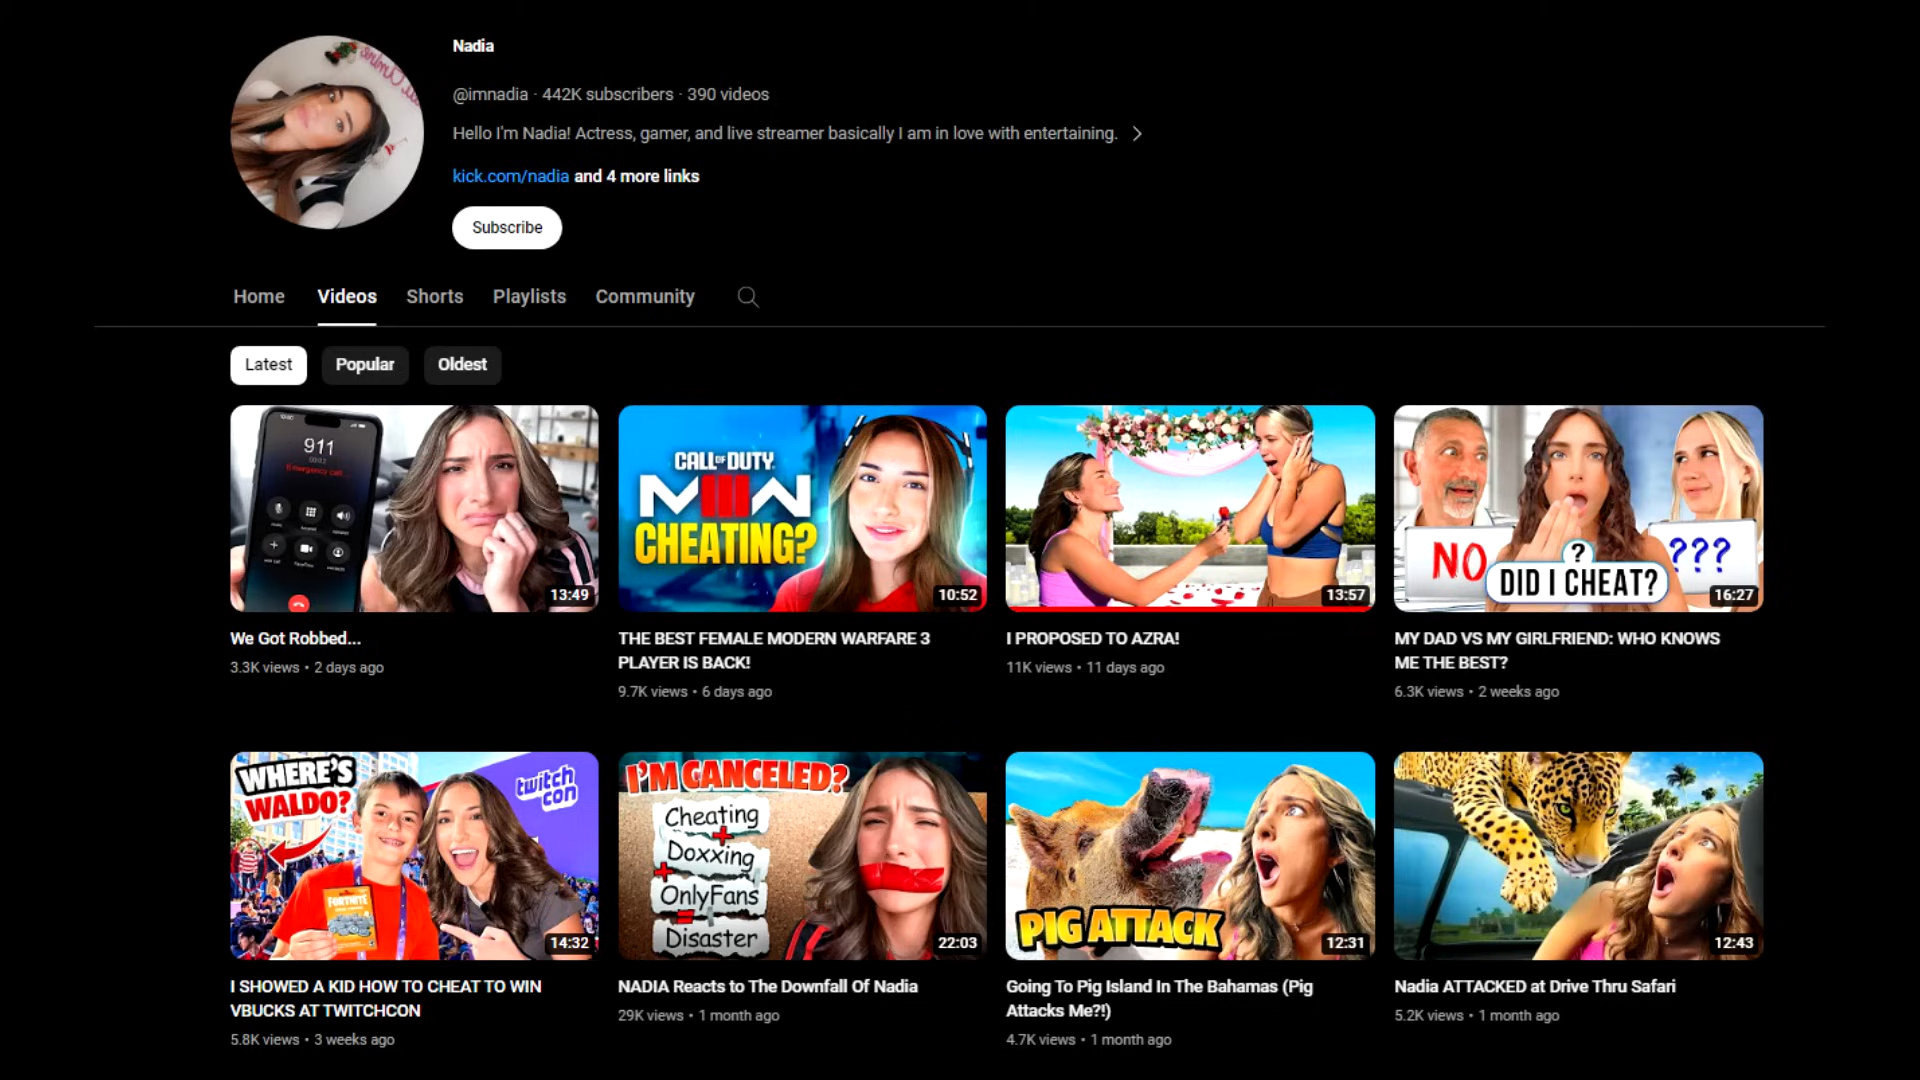 Nadia
@imnadia · 442K subscribers · 390 videos
Hello I'm Nadia! Actress, gamer, and live streamer basically I am in love with entertaining.
kick.com/nadia and 4 more links
Subscribe
Home Videos Shorts Playlists Community
Latest Popular Oldest
911
Emergency call
13:49
CALL OF DUTY
MW
CHEATING?
10:52
13:57
NO
???
?
DID I CHEAT?
16:27
We Got Robbed...
3.3K views • 2 days ago
THE BEST FEMALE MODERN WARFARE 3
PLAYER IS BACK!
9.7K views • 6 days ago
I PROPOSED TO AZRA!
11K views • 11 days ago
MY DAD VS MY GIRLFRIEND: WHO KNOWS
ME THE BEST?
6.3K views • 2 weeks ago
WHERE'S
WALDO?
twitch
con
FORTNITE
14:32
I'M CANCELED?
Cheating
+
Doxxing
+
OnlyFans
=
Disaster
22:03
PIG ATTACK
12:31
12:43
I SHOWED A KID HOW TO CHEAT TO WIN
VBUCKS AT TWITCHCON
5.8K views • 3 weeks ago
NADIA Reacts to The Downfall Of Nadia
29K views • 1 month ago
Going To Pig Island In The Bahamas (Pig
Attacks Me?!)
4.7K views • 1 month ago
Nadia ATTACKED at Drive Thru Safari
5.2K views • 1 month ago